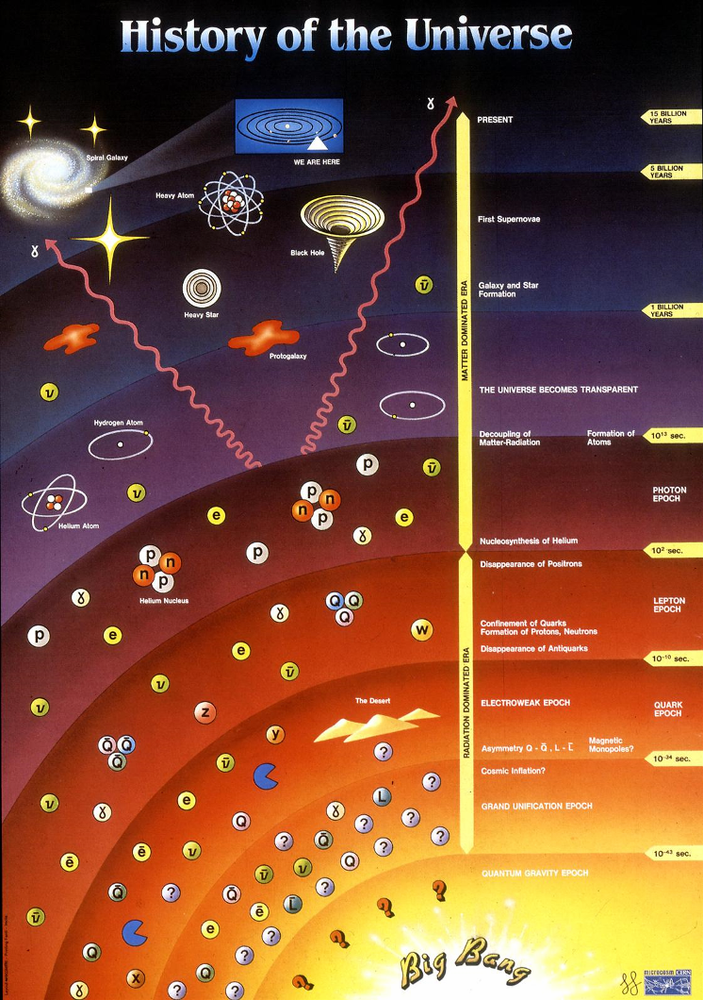 History of the Universe
ɣ
PRESENT
15 BILLION
YEARS
Spiral Galaxy
WE ARE HERE
5 BILLION
YEARS
Heavy Atom
First Supernovae
ɣ
Black Hole
ν̄
Galaxy and Star
Formation
Heavy Star
1 BILLION
YEARS
Protogalaxy
MATTER DOMINATED ERA
ν
THE UNIVERSE BECOMES TRANSPARENT
Hydrogen Atom
ν̄
Decoupling of
Matter-Radiation
Formation of
Atoms
10¹³ sec.
p
ν̄
ν
p n
n p
PHOTON
EPOCH
Helium Atom
e
e
ɣ
Nucleosynthesis of Helium
10² sec.
p n
n p
p
Disappearance of Positrons
Helium Nucleus
ɣ
Q Q
Q
ɣ
LEPTON
EPOCH
p
e
w
Confinement of Quarks
Formation of Protons, Neutrons
e
Disappearance of Antiquarks
10⁻¹⁰ sec.
ν
ν̄
RADIATION DOMINATED ERA
ν
z
The Desert
ELECTROWEAK EPOCH
QUARK
EPOCH
y
Q̄ Q̄
Q̄
?
Asymmetry Q - Q̄ , L - L̄
Magnetic
Monopoles?
10⁻³⁴ sec.
ν̄
Cosmic Inflation?
?
ν
ɣ
e
ɣ
L
GRAND UNIFICATION EPOCH
Q
?
?
?
Q̄
?
?
10⁻⁴³ sec.
ē
ē
ν
Q
ν̄
ν
QUANTUM GRAVITY EPOCH
Q̄
?
Q̄
?
?
ν̄
ē
L̄
?
e
?
?
Q
?
?
Big Bang
ɣ
x
?
Q
?
?
MICROCOSM CERN